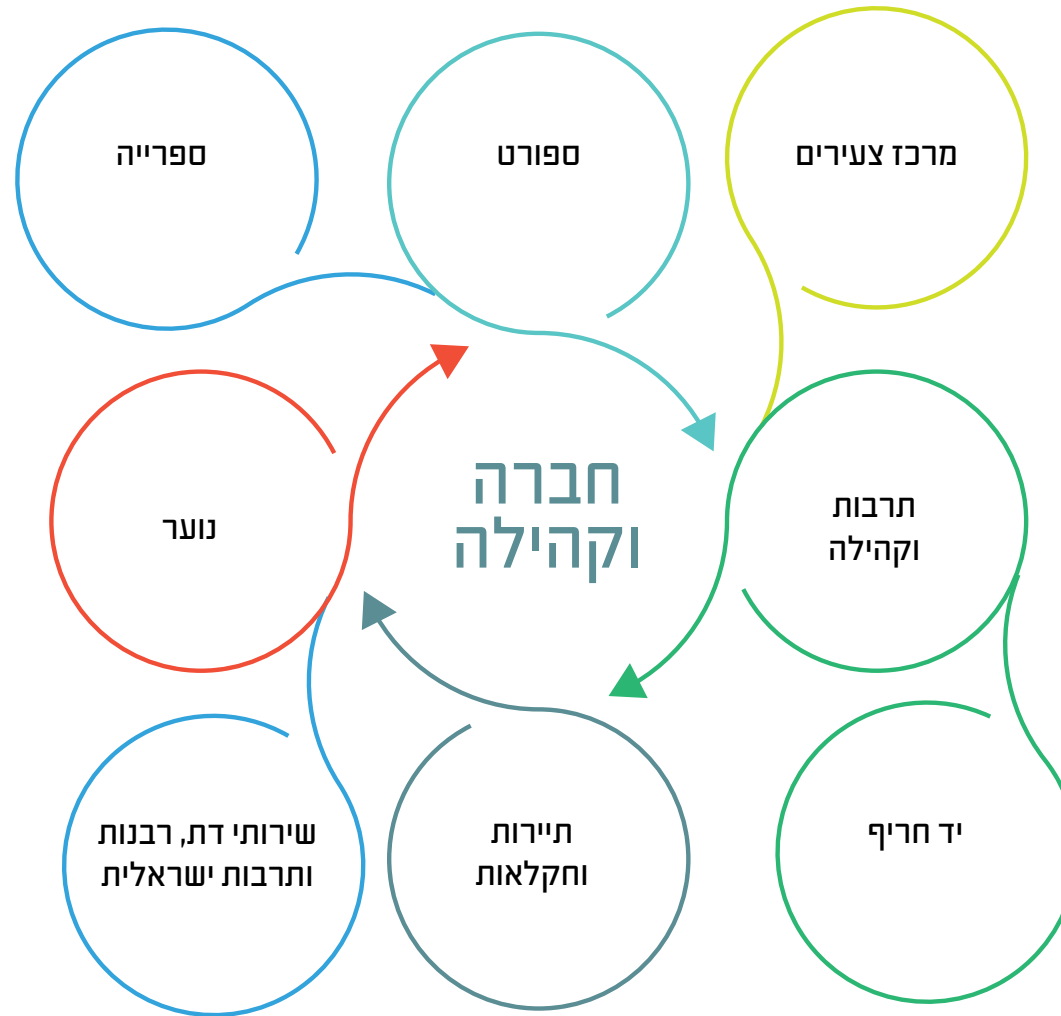 מרכז צעירים
ספורט
ספרייה
תרבות
וקהילה
חברה
וקהילה
נוער
יד חריף
תיירות
וחקלאות
שירותי דת, רבנות
ותרבות ישראלית